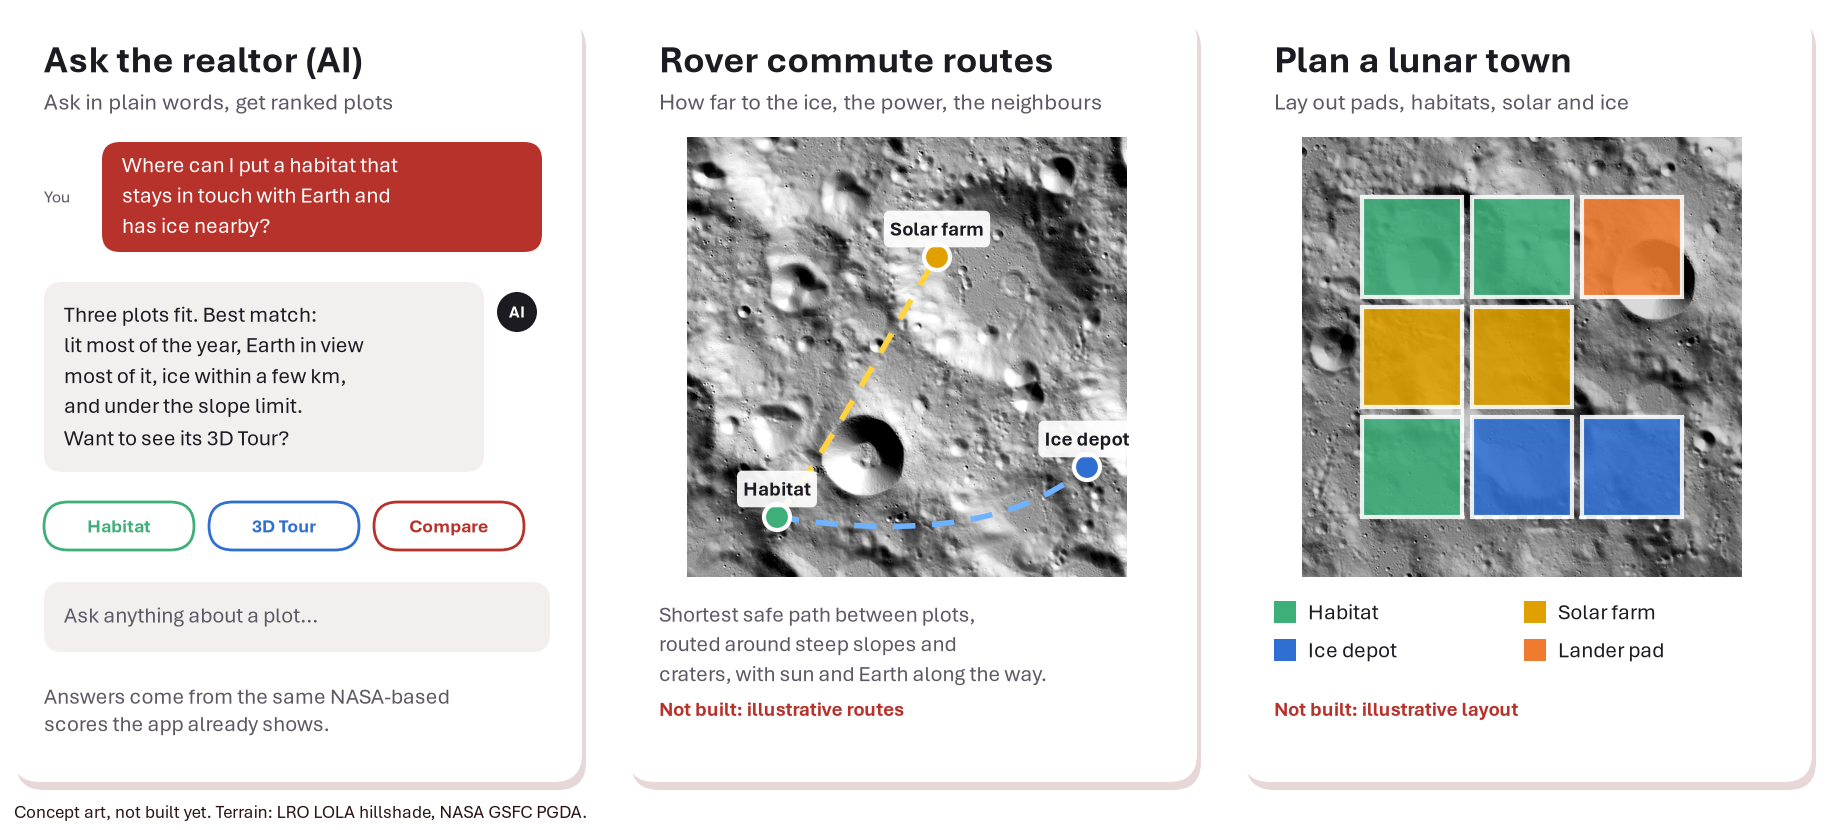 Ask the realtor (AI)
Ask in plain words, get ranked plots
You
Where can I put a habitat that
stays in touch with Earth and
has ice nearby?
AI
Three plots fit. Best match:
lit most of the year, Earth in view
most of it, ice within a few km,
and under the slope limit.
Want to see its 3D Tour?
Habitat
3D Tour
Compare
Ask anything about a plot...
Answers come from the same NASA-based
scores the app already shows.
Rover commute routes
How far to the ice, the power, the neighbours
Solar farm
Ice depot
Habitat
Shortest safe path between plots,
routed around steep slopes and
craters, with sun and Earth along the way.
Not built: illustrative routes
Plan a lunar town
Lay out pads, habitats, solar and ice
Habitat
Solar farm
Ice depot
Lander pad
Not built: illustrative layout
Concept art, not built yet. Terrain: LRO LOLA hillshade, NASA GSFC PGDA.